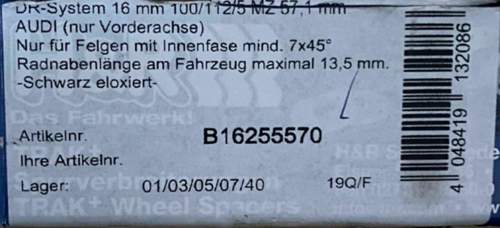 DR-System 16 mm 100/112/5 MZ 57,1 mm
AUDI (nur Vorderachse)
Nur für Felgen mit Innenfase mind. 7x45°
Radnabenlänge am Fahrzeug maximal 13,5 mm.
-Schwarz eloxiert-
Das Fahrwerk!
Artikelnr. B16255570
TRAK+ H&R
Ihre Artikelnr.
Lager: 01/03/05/07/40 19Q/F
TRAK+ Wheel Spacers
4 048419 132086